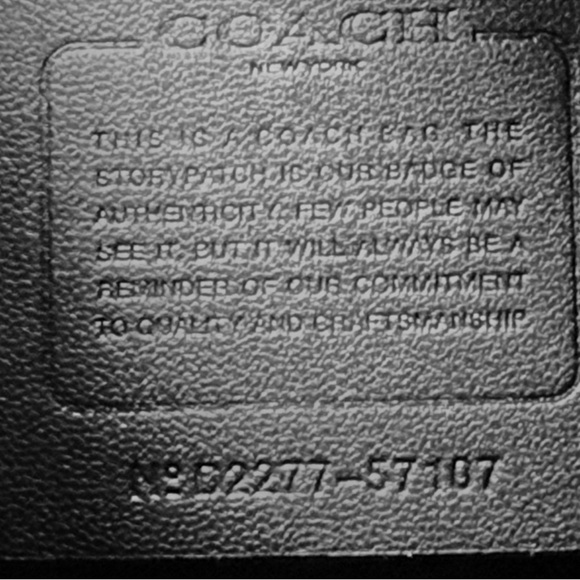 COACH
NEW YORK
THIS IS A COACH BAG. THE
STORYPATCH IS OUR BADGE OF
AUTHENTICITY. FEW PEOPLE MAY
SEE IT, BUT IT WILL ALWAYS BE A
REMINDER OF OUR COMMITMENT
TO QUALITY AND CRAFTSMANSHIP.